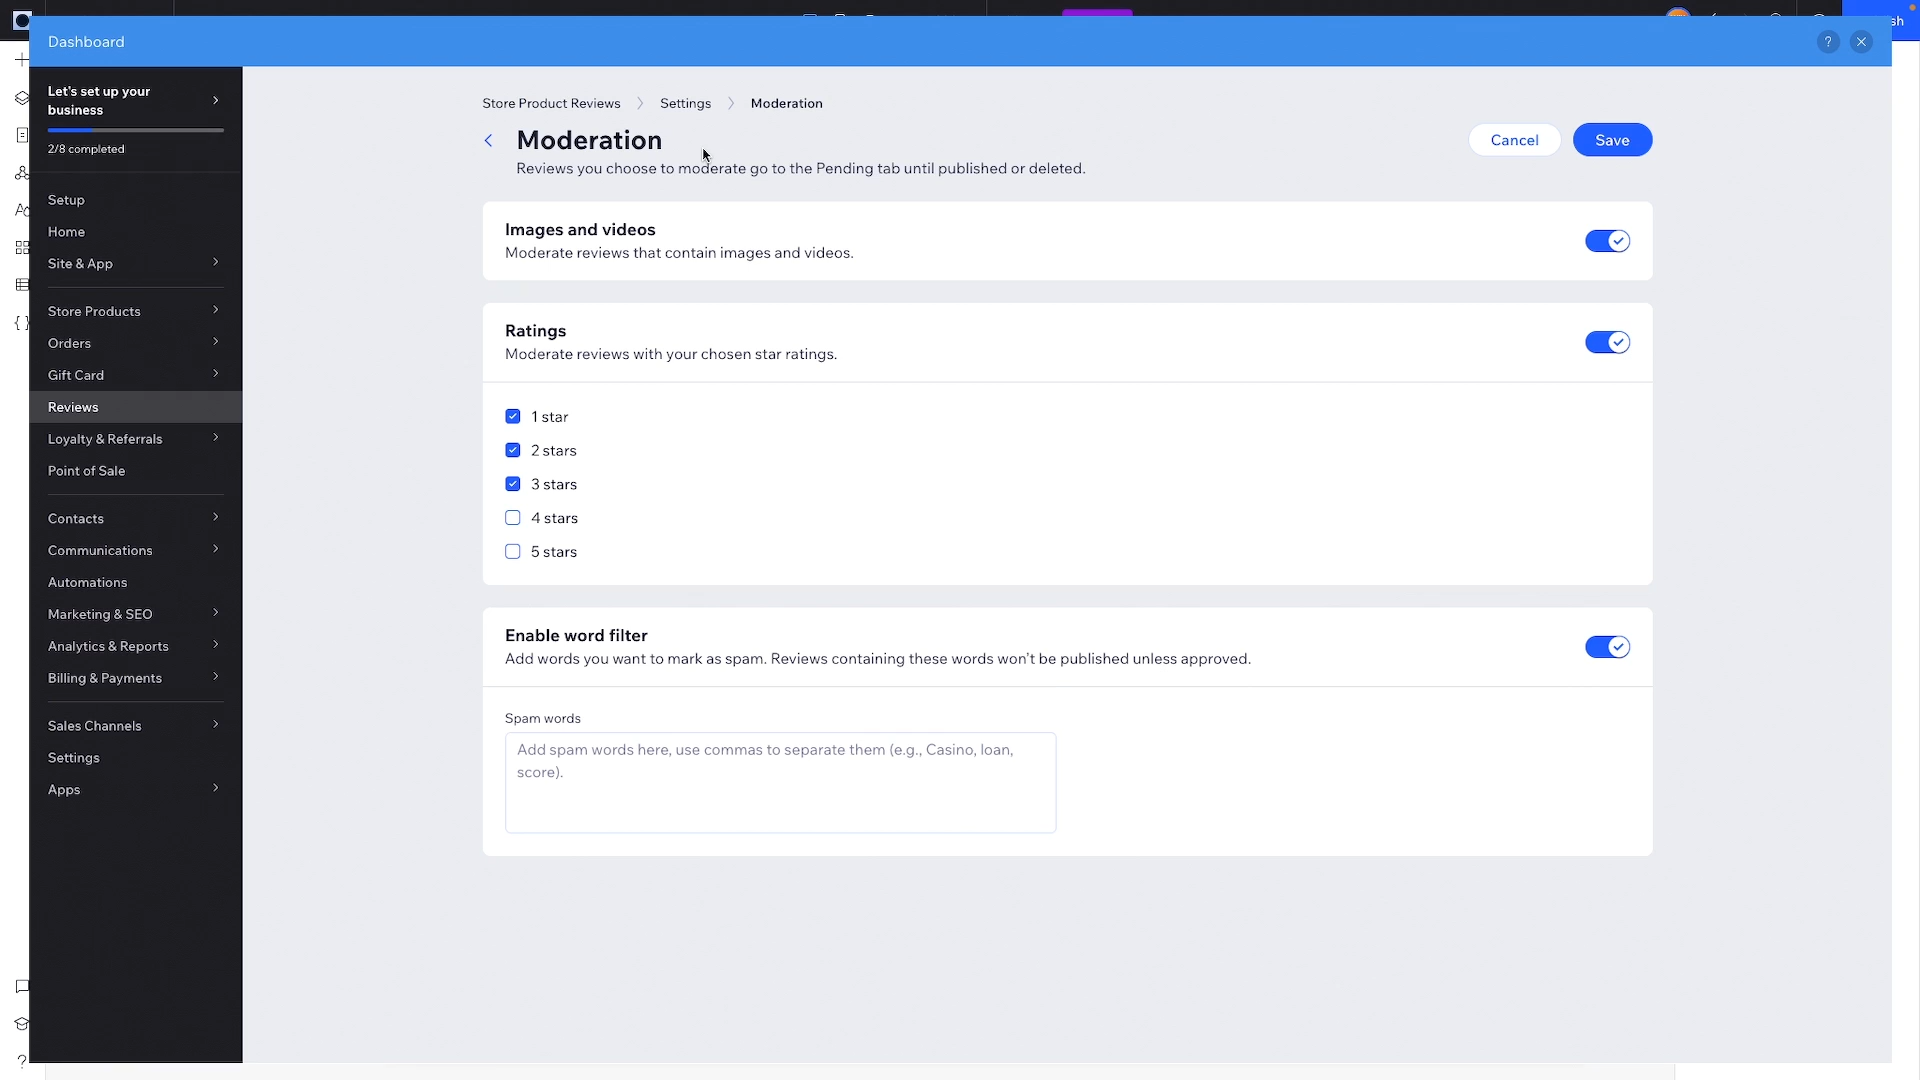 sh
Dashboard
?
Let's set up your
business
2/8 completed
Setup
Home
Site & App
Store Products
Orders
Gift Card
Reviews
Loyalty & Referrals
Point of Sale
Contacts
Communications
Automations
Marketing & SEO
Analytics & Reports
Billing & Payments
Sales Channels
Settings
Apps
Store Product Reviews
Settings
Moderation
Moderation
Reviews you choose to moderate go to the Pending tab until published or deleted.
Cancel
Save
Images and videos
Moderate reviews that contain images and videos.
Ratings
Moderate reviews with your chosen star ratings.
1 star
2 stars
3 stars
4 stars
5 stars
Enable word filter
Add words you want to mark as spam. Reviews containing these words won't be published unless approved.
Spam words
Add spam words here, use commas to separate them (e.g., Casino, loan,
score).